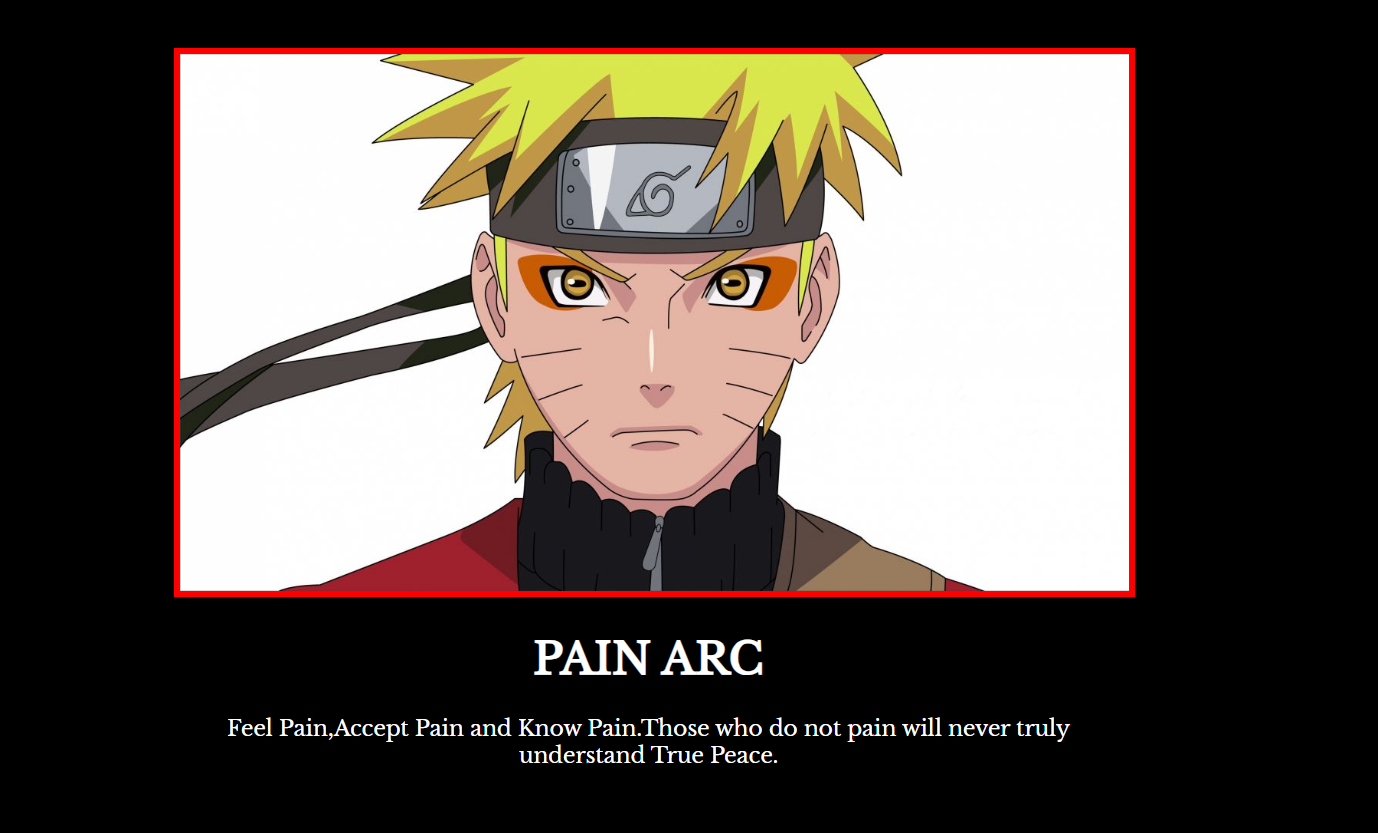 PAIN ARC
Feel Pain,Accept Pain and Know Pain.Those who do not pain will never truly
understand True Peace.